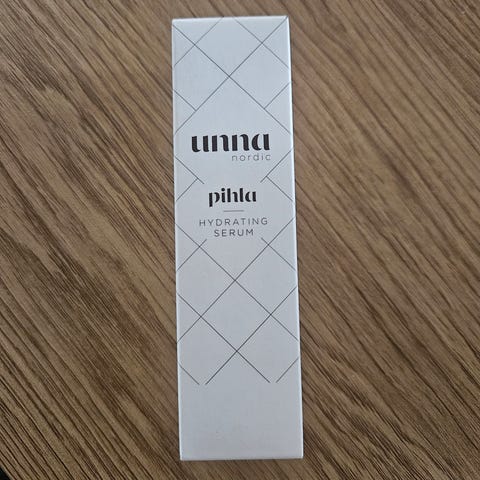 unna
nordic
pihla
HYDRATING
SERUM